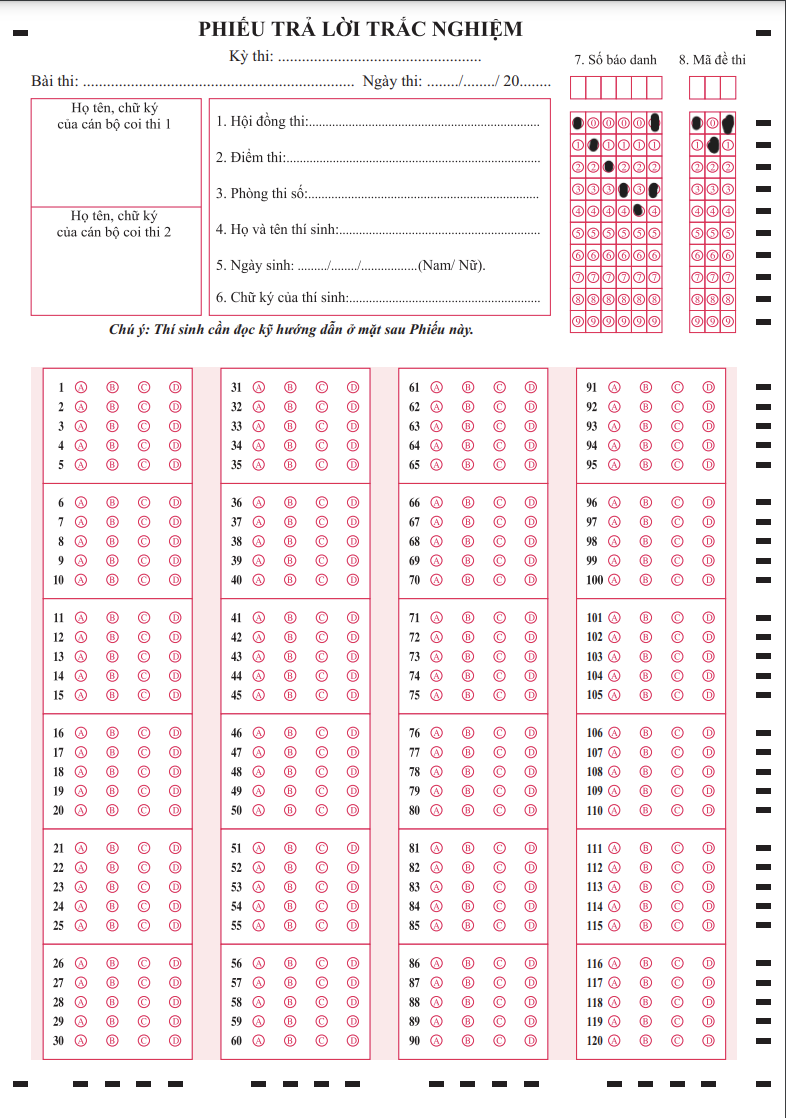 PHIẾU TRẢ LỜI TRẮC NGHIỆM
Kỳ thi: ....................................................
Bài thi: ..................................................................... Ngày thi: ......../......../ 20........
Họ tên, chữ ký
của cán bộ coi thi 1
Họ tên, chữ ký
của cán bộ coi thi 2
1. Hội đồng thi:..................................................................
2. Điểm thi:.........................................................................
3. Phòng thi số:..................................................................
4. Họ và tên thí sinh:.........................................................
5. Ngày sinh: ........./......../................(Nam/ Nữ).
6. Chữ ký của thí sinh:......................................................
7. Số báo danh
8. Mã đề thi
0 0 0 0 0
1 1 1 1 1 1 1
2 2 2 2 2 2 2 2
3 3 3 3 3 3 3
4 4 4 4 4 4 4 4
5 5 5 5 5 5 5 5 5
6 6 6 6 6 6 6 6 6
7 7 7 7 7 7 7 7 7
8 8 8 8 8 8 8 8 8
9 9 9 9 9 9 9 9 9
Chú ý: Thí sinh cần đọc kỹ hướng dẫn ở mặt sau Phiếu này.
1 A B C D 31 A B C D 61 A B C D 91 A B C D
2 A B C D 32 A B C D 62 A B C D 92 A B C D
3 A B C D 33 A B C D 63 A B C D 93 A B C D
4 A B C D 34 A B C D 64 A B C D 94 A B C D
5 A B C D 35 A B C D 65 A B C D 95 A B C D
6 A B C D 36 A B C D 66 A B C D 96 A B C D
7 A B C D 37 A B C D 67 A B C D 97 A B C D
8 A B C D 38 A B C D 68 A B C D 98 A B C D
9 A B C D 39 A B C D 69 A B C D 99 A B C D
10 A B C D 40 A B C D 70 A B C D 100 A B C D
11 A B C D 41 A B C D 71 A B C D 101 A B C D
12 A B C D 42 A B C D 72 A B C D 102 A B C D
13 A B C D 43 A B C D 73 A B C D 103 A B C D
14 A B C D 44 A B C D 74 A B C D 104 A B C D
15 A B C D 45 A B C D 75 A B C D 105 A B C D
16 A B C D 46 A B C D 76 A B C D 106 A B C D
17 A B C D 47 A B C D 77 A B C D 107 A B C D
18 A B C D 48 A B C D 78 A B C D 108 A B C D
19 A B C D 49 A B C D 79 A B C D 109 A B C D
20 A B C D 50 A B C D 80 A B C D 110 A B C D
21 A B C D 51 A B C D 81 A B C D 111 A B C D
22 A B C D 52 A B C D 82 A B C D 112 A B C D
23 A B C D 53 A B C D 83 A B C D 113 A B C D
24 A B C D 54 A B C D 84 A B C D 114 A B C D
25 A B C D 55 A B C D 85 A B C D 115 A B C D
26 A B C D 56 A B C D 86 A B C D 116 A B C D
27 A B C D 57 A B C D 87 A B C D 117 A B C D
28 A B C D 58 A B C D 88 A B C D 118 A B C D
29 A B C D 59 A B C D 89 A B C D 119 A B C D
30 A B C D 60 A B C D 90 A B C D 120 A B C D